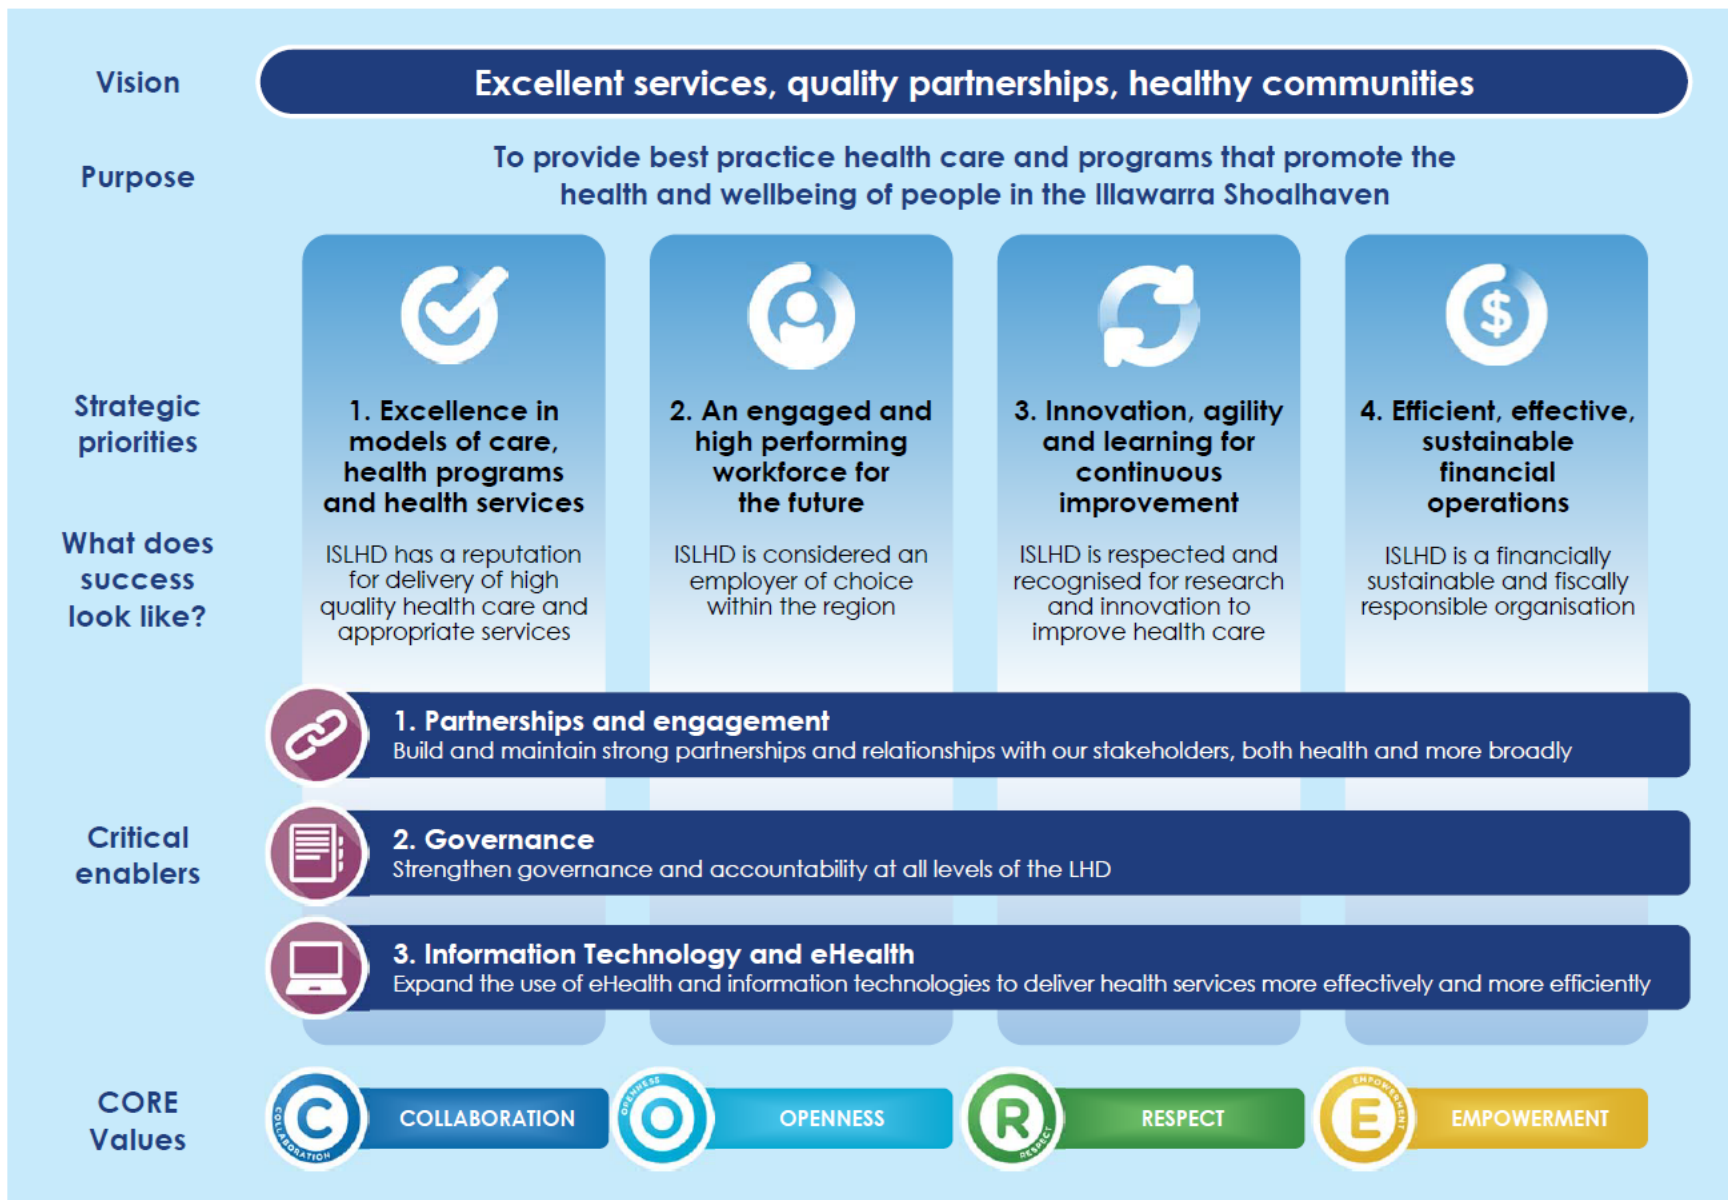 Vision
Excellent services, quality partnerships, healthy communities
Purpose
To provide best practice health care and programs that promote the
health and wellbeing of people in the Illawarra Shoalhaven
Strategic
priorities
1. Excellence in
models of care,
health programs
and health services
2. An engaged and
high performing
workforce for
the future
3. Innovation, agility
and learning for
continuous
improvement
4. Efficient, effective,
sustainable
financial
operations
What does
success
look like?
ISLHD has a reputation
for delivery of high
quality health care and
appropriate services
ISLHD is considered an
employer of choice
within the region
ISLHD is respected and
recognised for research
and innovation to
improve health care
ISLHD is a financially
sustainable and fiscally
responsible organisation
Critical
enablers
1. Partnerships and engagement
Build and maintain strong partnerships and relationships with our stakeholders, both health and more broadly
2. Governance
Strengthen governance and accountability at all levels of the LHD
3. Information Technology and eHealth
Expand the use of eHealth and information technologies to deliver health services more effectively and more efficiently
CORE
Values
C
COLLABORATION
COLLABORATION
O
OPENNESS
OPENNESS
R
RESPECT
RESPECT
E
EMPOWERMENT
EMPOWERMENT